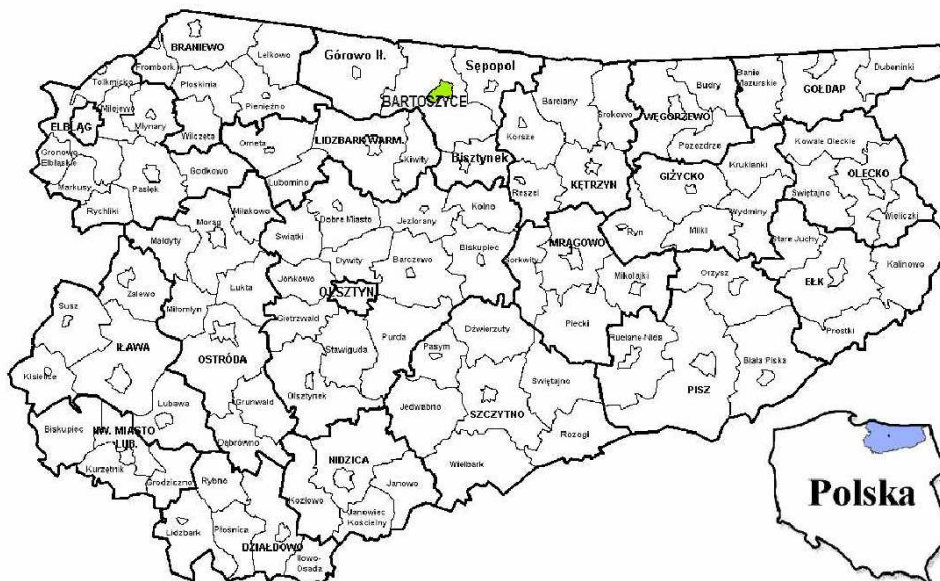 BRANIEWO
Lelkowo
Górowo Ił.
Sępopol
Frombork
Płoskinia
Tolkmicko
Pieniężno
BARTOSZYCE
Barciany
Budry
Banie
Mazurskie
Dubeninki
GOŁDAP
Milejewo
Młynary
ELBLĄG
Wilczęta
Orneta
LIDZBARK WARM.
Kiwity
Bisztynek
Korsze
Srokowo
WĘGORZEWO
Pozezdrze
Kowale Oleckie
Gronowo
Elbląskie
Markusy
Pasłęk
Godkowo
Lubomino
Reszel
KĘTRZYN
GIŻYCKO
Kruklanki
OLECKO
Świętajno
Rychliki
Morąg
Miłakowo
Dobre Miasto
Jeziorany
Kolno
Wydminy
Wieliczki
Małdyty
Świątki
Dywity
Barczewo
Biskupiec
Sorkwity
MRĄGOWO
Ryn
Miłki
Stare Juchy
Kalinowo
Zalewo
Łukta
Jonkowo
OLSZTYN
Mikołajki
Orzysz
EŁK
Susz
Miłomłyn
Gietrzwałd
Purda
Dźwierzuty
Piecki
Prostki
IŁAWA
OSTRÓDA
Stawiguda
Pasym
Ruciane-Nida
Biała Piska
Kisielice
Lubawa
Grunwald
Olsztynek
Jedwabno
SZCZYTNO
Świętajno
PISZ
Biskupiec
NW. MIASTO
LUB.
Dąbrówno
Rozogi
Kurzętnik
Grodziczno
Rybno
NIDZICA
Wielbark
Kozłowo
Janowo
Janowiec
Kościelny
Lidzbark
Płośnica
DZIAŁDOWO
Iłowo-
Osada
Polska